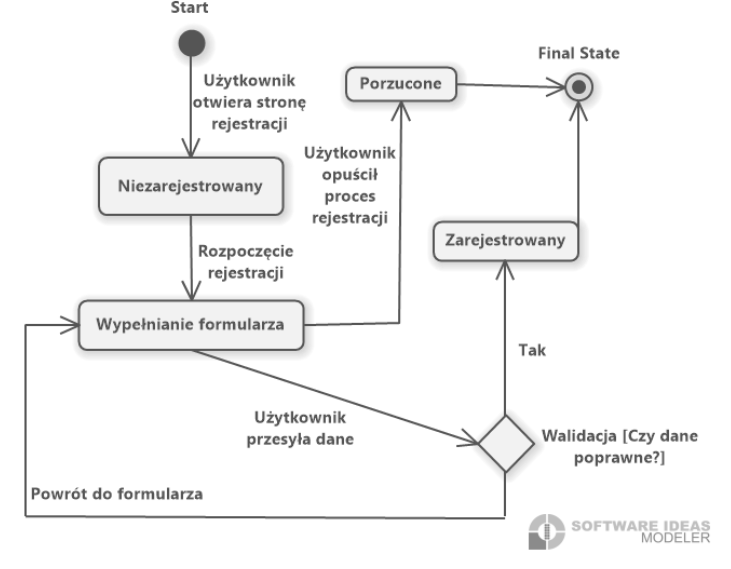 Start
Final State
Użytkownik
otwiera stronę
rejestracji
Porzucone
Użytkownik
opuścił
proces
rejestracji
Niezarejestrowany
Zarejestrowany
Rozpoczęcie
rejestracji
Wypełnianie formularza
Tak
Użytkownik
przesyła dane
Walidacja [Czy dane
poprawne?]
Powrót do formularza
SOFTWARE IDEAS
MODELER